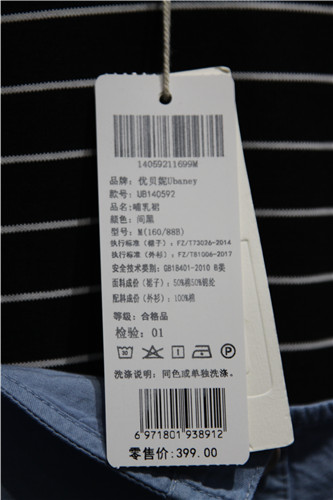 14059211699M
品牌：优贝妮Ubaney
款号：UB140592
品名：哺乳裙
颜色：间黑
型号：M(160/88B)
执行标准（裙子）：FZ/T73026-2014
执行标准（外衫）：FZ/T81006-2017
安全技术类别：GB18401-2010 B类
面料成份（裙子）：50%棉50%腈纶
配料成份（外衫）：100%棉
等级：合格品
检验：01
洗涤说明：同色或单独洗涤。
6 971801 938912
零售价：399.00